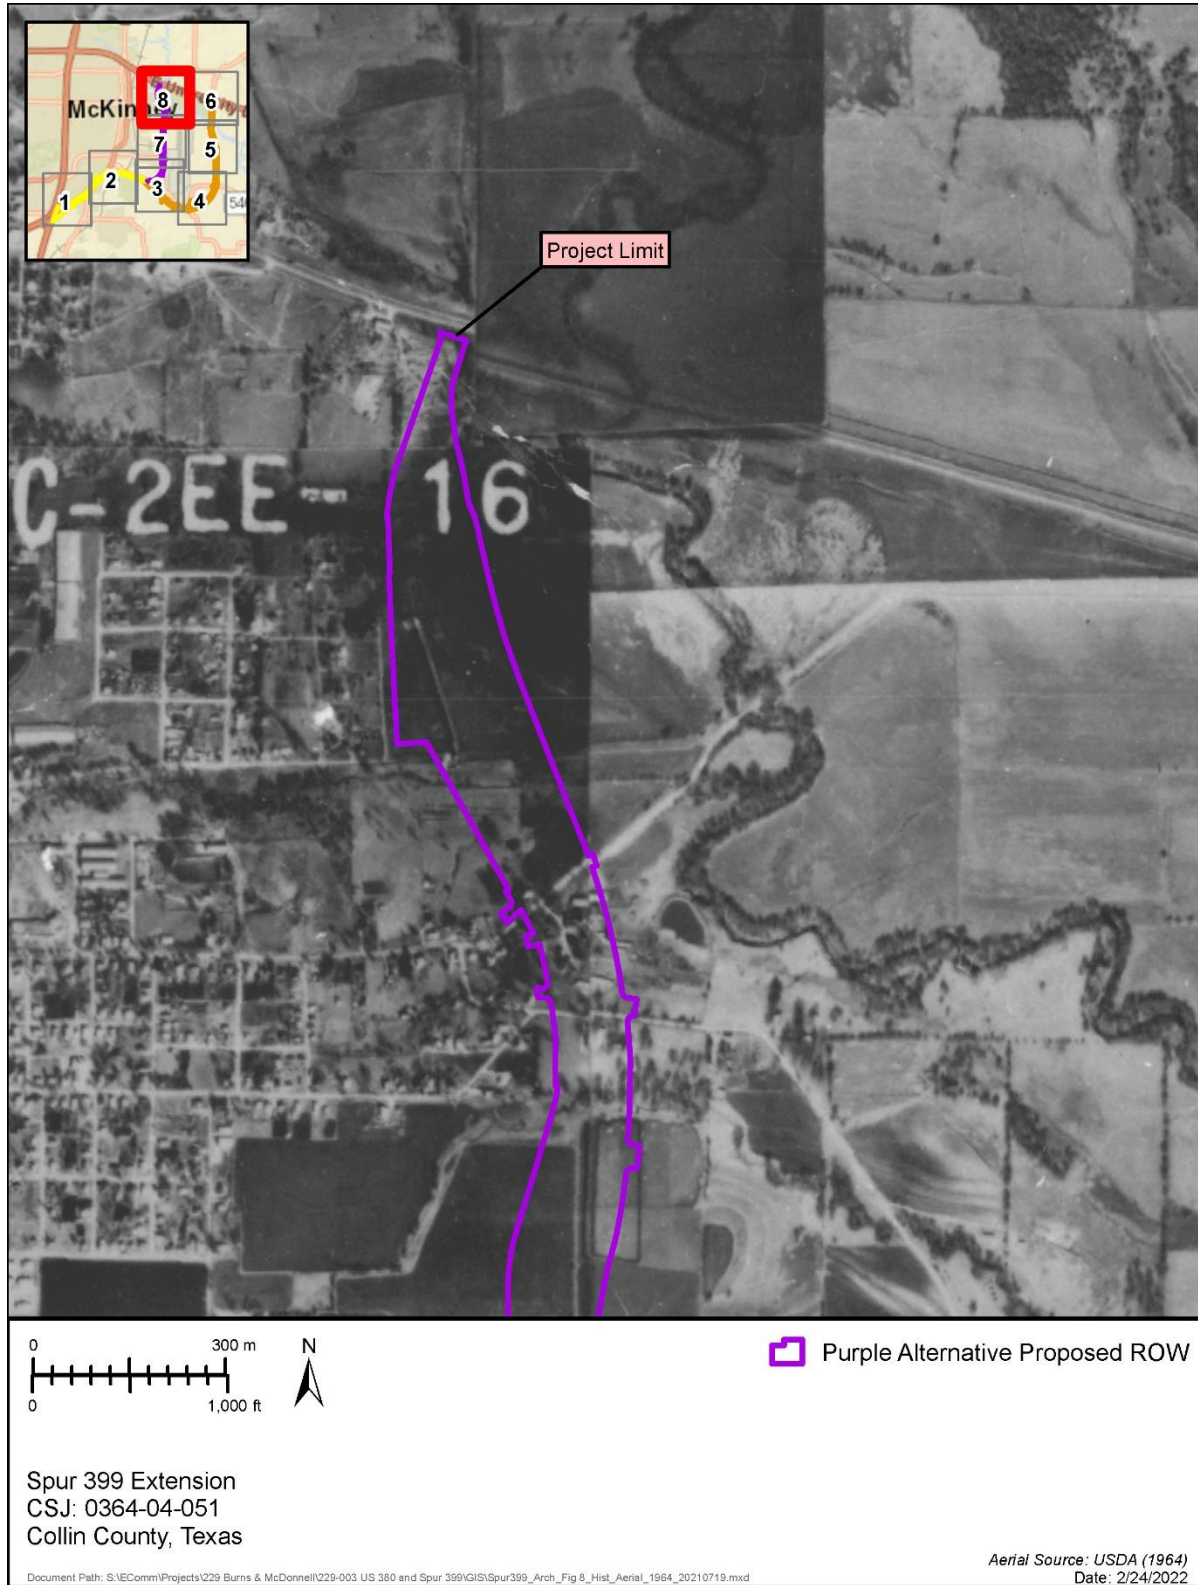 McKinney
8
6
7
5
2
3
1
4
Project Limit
C-2EE- 16
0 300 m
0 1,000 ft
N
Purple Alternative Proposed ROW
Spur 399 Extension
CSJ: 0364-04-051
Collin County, Texas
Aerial Source: USDA (1964)
Date: 2/24/2022
Document Path: S:\EComm\Projects\229 Burns & McDonnell\229-003 US 380 and Spur 399\GIS\Spur399_Arch_Fig 8_Hist_Aerial_1964_20210719.mxd